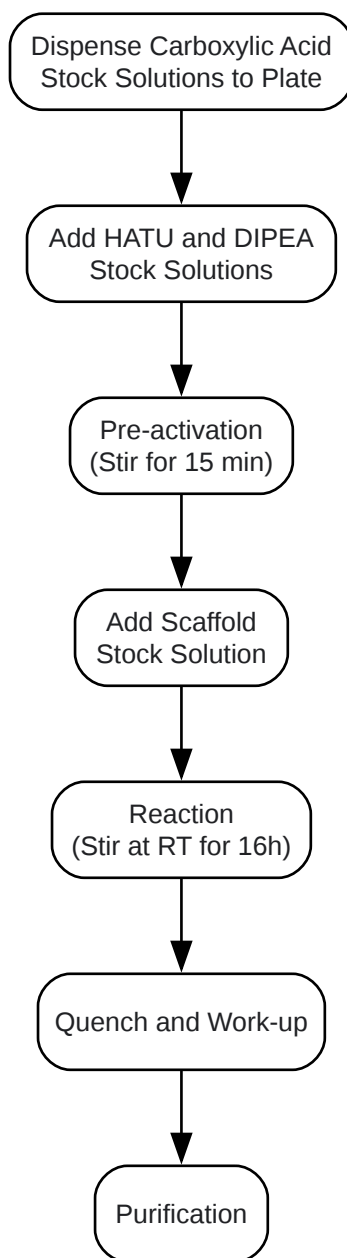 Dispense Carboxylic Acid
Stock Solutions to Plate
Add HATU and DIPEA
Stock Solutions
Pre-activation
(Stir for 15 min)
Add Scaffold
Stock Solution
Reaction
(Stir at RT for 16h)
Quench and Work-up
Purification